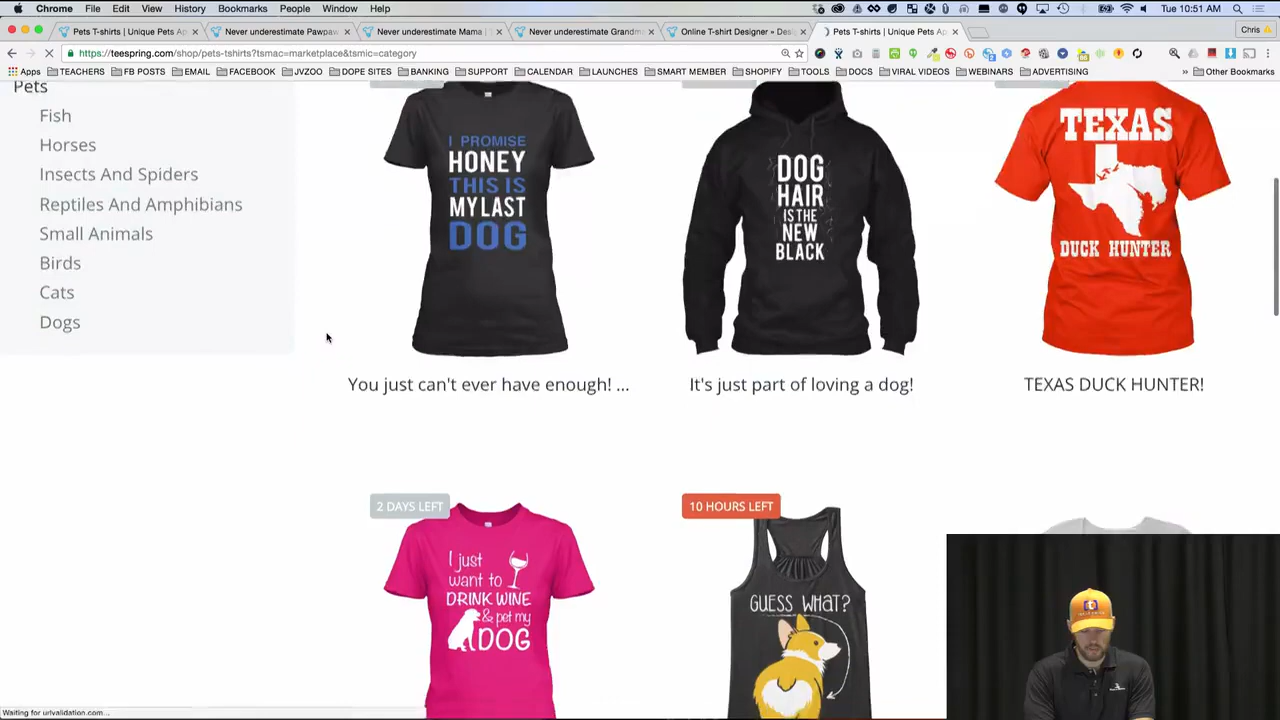 Chrome File Edit View History Bookmarks People Window Help Tue 10:51 AM
Pets T-shirts | Unique Pets Ap Never underestimate Pawpaw Never underestimate Mama | Never underestimate Grandm Online T-shirt Designer » Desi Pets T-shirts | Unique Pets Ap Chris
https://teespring.com/shop/pets-tshirts?tsmac=marketplace&tsmic=category
Apps TEACHERS FB POSTS EMAIL FACEBOOK JVZOO DOPE SITES BANKING SUPPORT CALENDAR LAUNCHES SMART MEMBER SHOPIFY TOOLS DOCS VIRAL VIDEOS WEBINARS ADVERTISING » Other Bookmarks
Pets
Fish
Horses
Insects And Spiders
Reptiles And Amphibians
Small Animals
Birds
Cats
Dogs
I PROMISE
HONEY
THIS IS
MY LAST
DOG
DOG
HAIR
IS THE
NEW
BLACK
TEXAS
DUCK HUNTER
You just can't ever have enough! ...
It's just part of loving a dog!
TEXAS DUCK HUNTER!
2 DAYS LEFT
10 HOURS LEFT
I just
want to
DRINK WINE
& pet my
DOG
GUESS WHAT?
Waiting for urlvalidation.com...